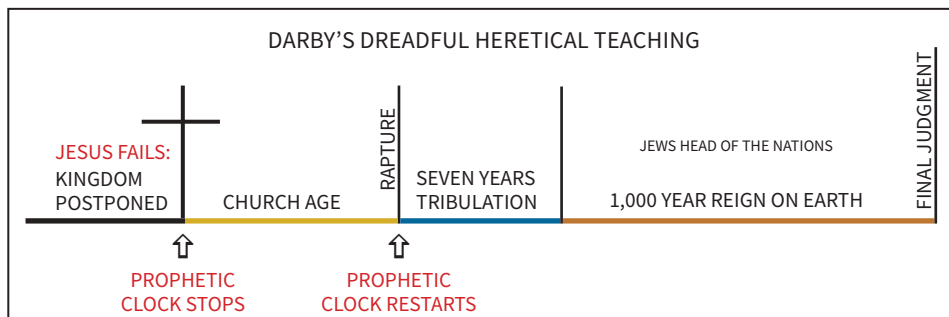 DARBY’S DREADFUL HERETICAL TEACHING
JESUS FAILS:
KINGDOM
POSTPONED
CHURCH AGE
RAPTURE
SEVEN YEARS
TRIBULATION
JEWS HEAD OF THE NATIONS
1,000 YEAR REIGN ON EARTH
FINAL JUDGMENT
PROPHETIC
CLOCK STOPS
PROPHETIC
CLOCK RESTARTS